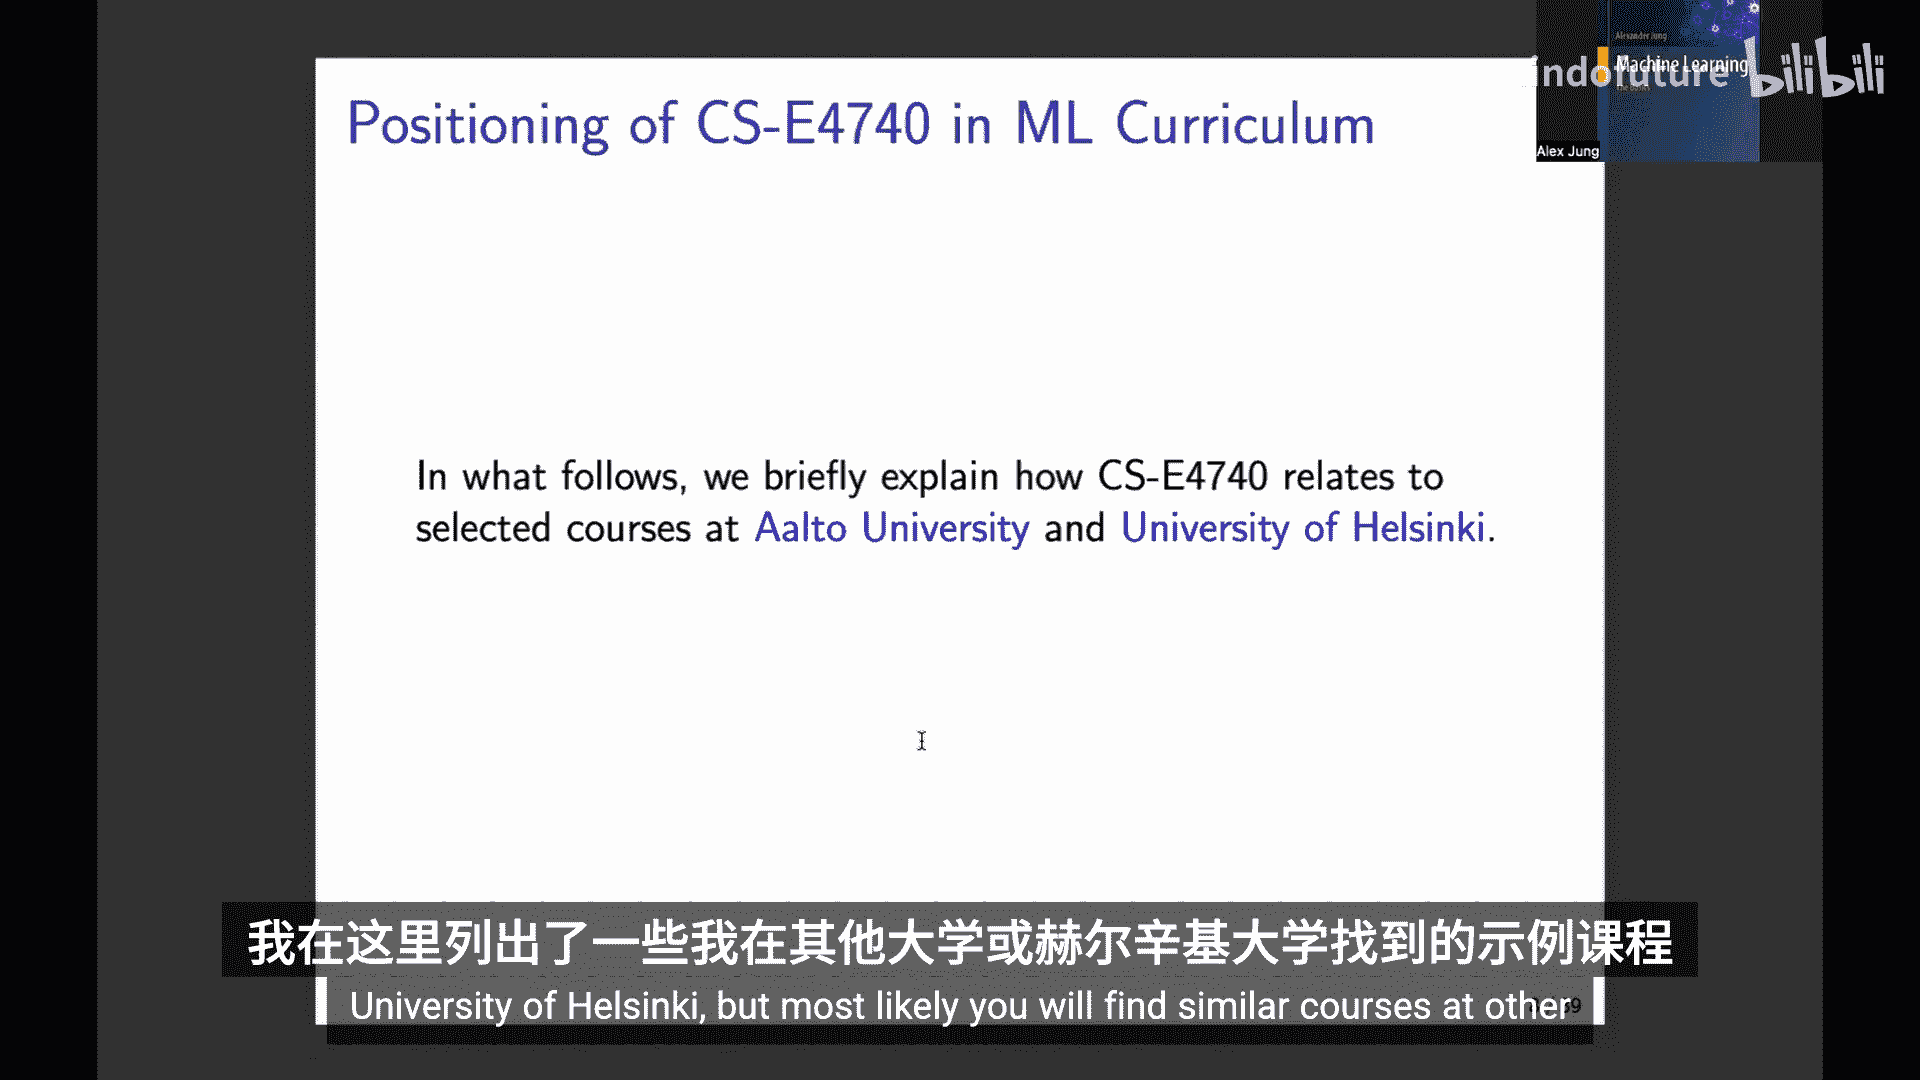 Positioning of CS-E4740 in ML Curriculum
Alexander Jung
Machine Learning
indofuture bilibili
Alex Jung
In what follows, we briefly explain how CS-E4740 relates to
selected courses at Aalto University and University of Helsinki.
我在这里列出了一些我在其他大学或赫尔辛基大学找到的示例课程
University of Helsinki, but most likely you will find similar courses at other